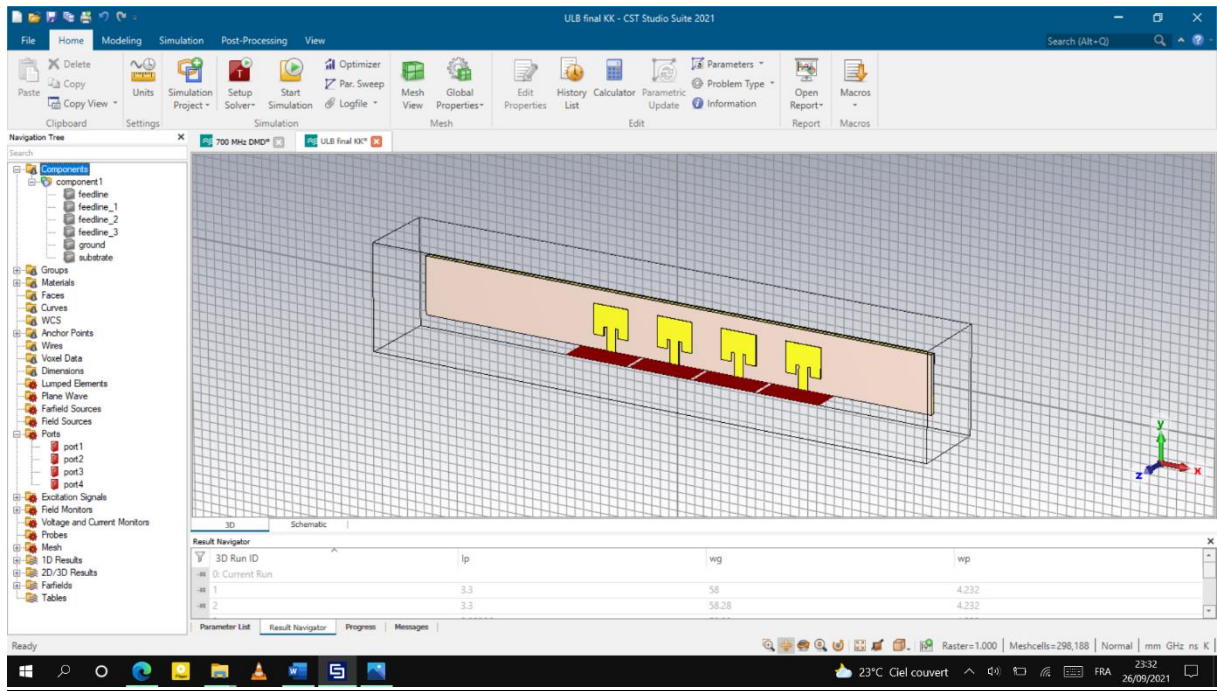 ULB final KK - CST Studio Suite 2021
File Home Modeling Simulation Post-Processing View Search (Alt+Q)
Paste
Delete
Copy
Copy View
Clipboard
Units
Settings
Simulation Project
Setup Solver
Start Simulation
Optimizer
Par. Sweep
Logfile
Simulation
Mesh View
Global Properties
Mesh
Edit Properties
History List
Calculator
Parametric Update
Parameters
Problem Type
Information
Edit
Open Report
Report
Macros
Macros
Navigation Tree
700 MHz DMD*
ULB final KK*
Search
Components
component1
feedline
feedline_1
feedline_2
feedline_3
ground
substrate
Groups
Materials
Faces
Curves
WCS
Anchor Points
Wires
Voxel Data
Dimensions
Lumped Elements
Plane Wave
Farfield Sources
Field Sources
Ports
port1
port2
port3
port4
Excitation Signals
Field Monitors
Voltage and Current Monitors
Probes
Mesh
1D Results
2D/3D Results
Farfields
Tables
y
x
z
3D Schematic
Result Navigator
3D Run ID lp wg wp
0: Current Run
1 3.3 58 4.232
2 3.3 58.28 4.232
Parameter List Result Navigator Progress Messages
Ready Raster=1.000 Meshcells=298,188 Normal mm GHz ns K
23°C Ciel couvert FRA 23:32
26/09/2021